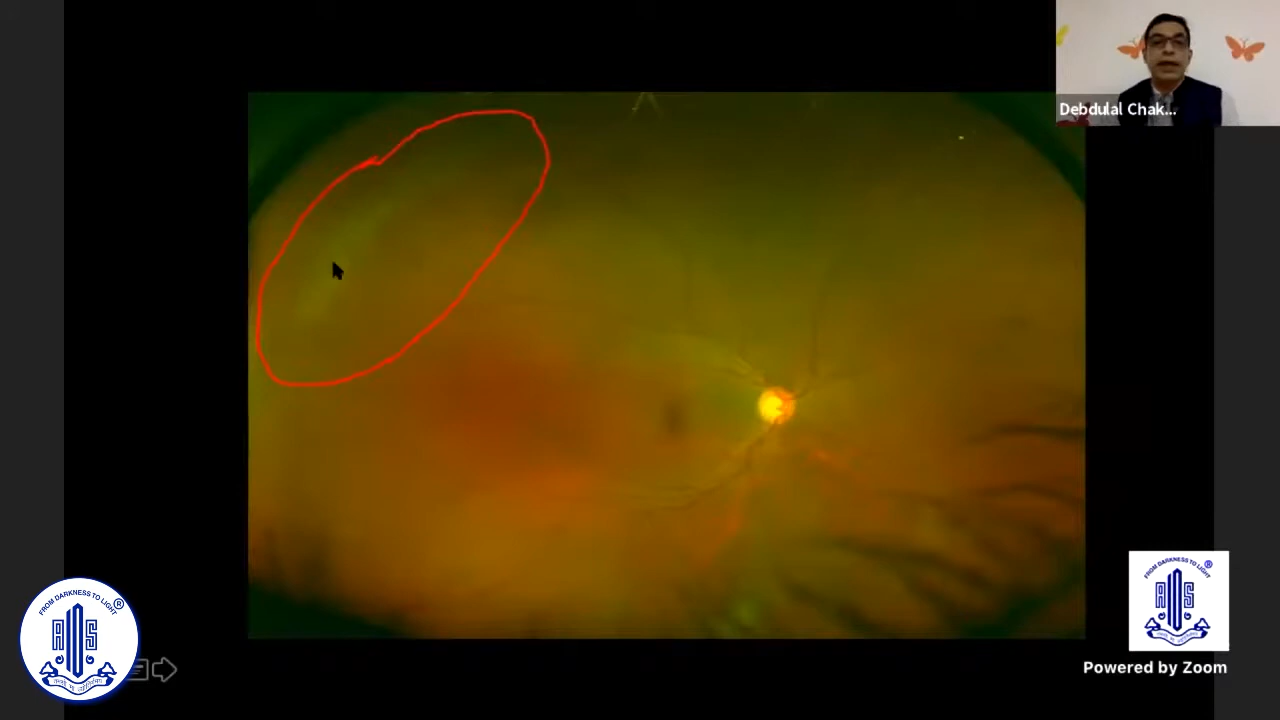 Debdulal Chak...
FROM DARKNESS TO LIGHT ®
AIOS
FROM DARKNESS TO LIGHT ®
AIOS
Powered by Zoom